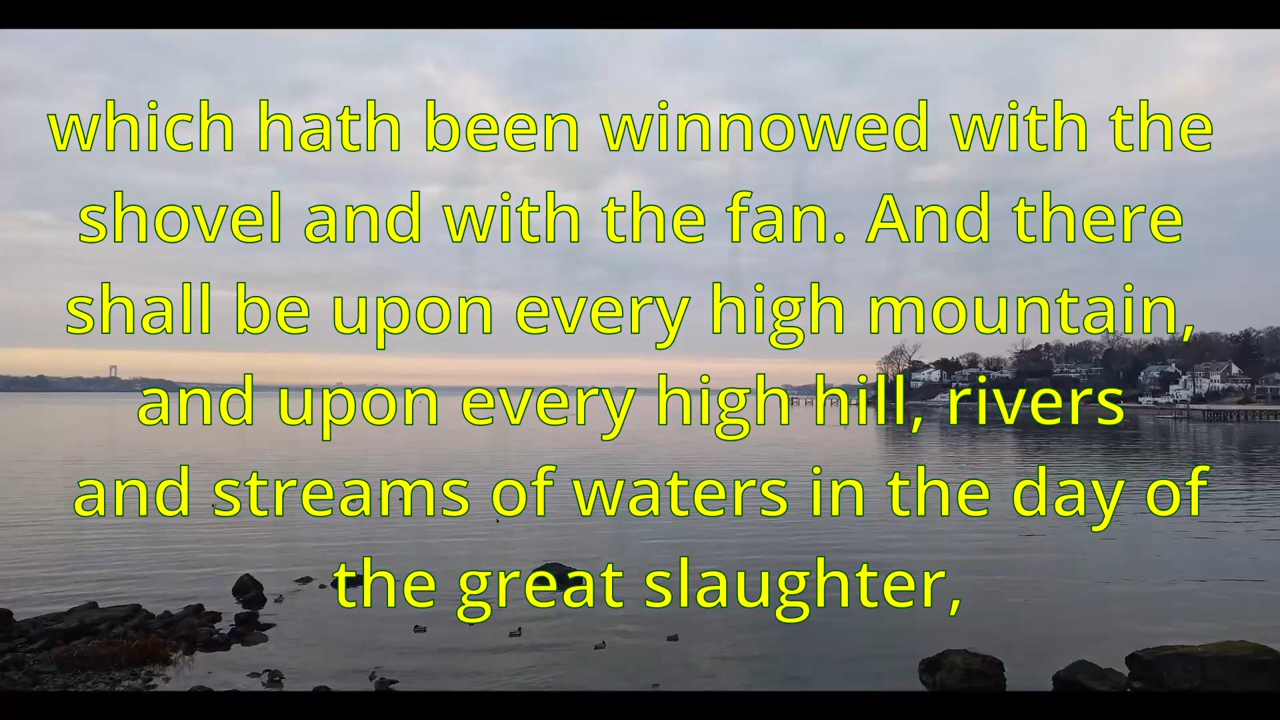 which hath been winnowed with the
shovel and with the fan. And there
shall be upon every high mountain,
and upon every high hill, rivers
and streams of waters in the day of
the great slaughter,